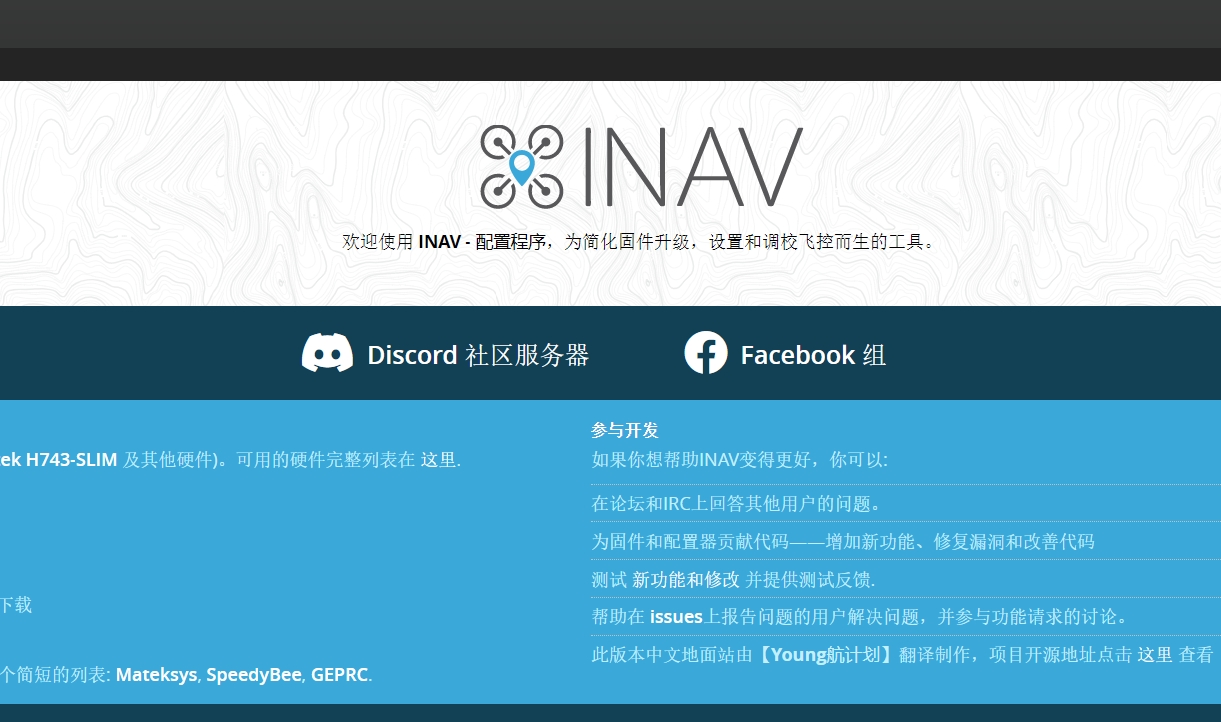 INAV
欢迎使用 INAV - 配置程序，为简化固件升级，设置和调校飞控而生的工具。
Discord 社区服务器
Facebook 组
ek H743-SLIM 及其他硬件)。可用的硬件完整列表在 这里.
下载
个简短的列表: Mateksys, SpeedyBee, GEPRC.
参与开发
如果你想帮助INAV变得更好，你可以:
在论坛和IRC上回答其他用户的问题。
为固件和配置器贡献代码——增加新功能、修复漏洞和改善代码
测试 新功能和修改 并提供测试反馈.
帮助在 issues上报告问题的用户解决问题，并参与功能请求的讨论。
此版本中文地面站由【Young航计划】翻译制作，项目开源地址点击 这里 查看